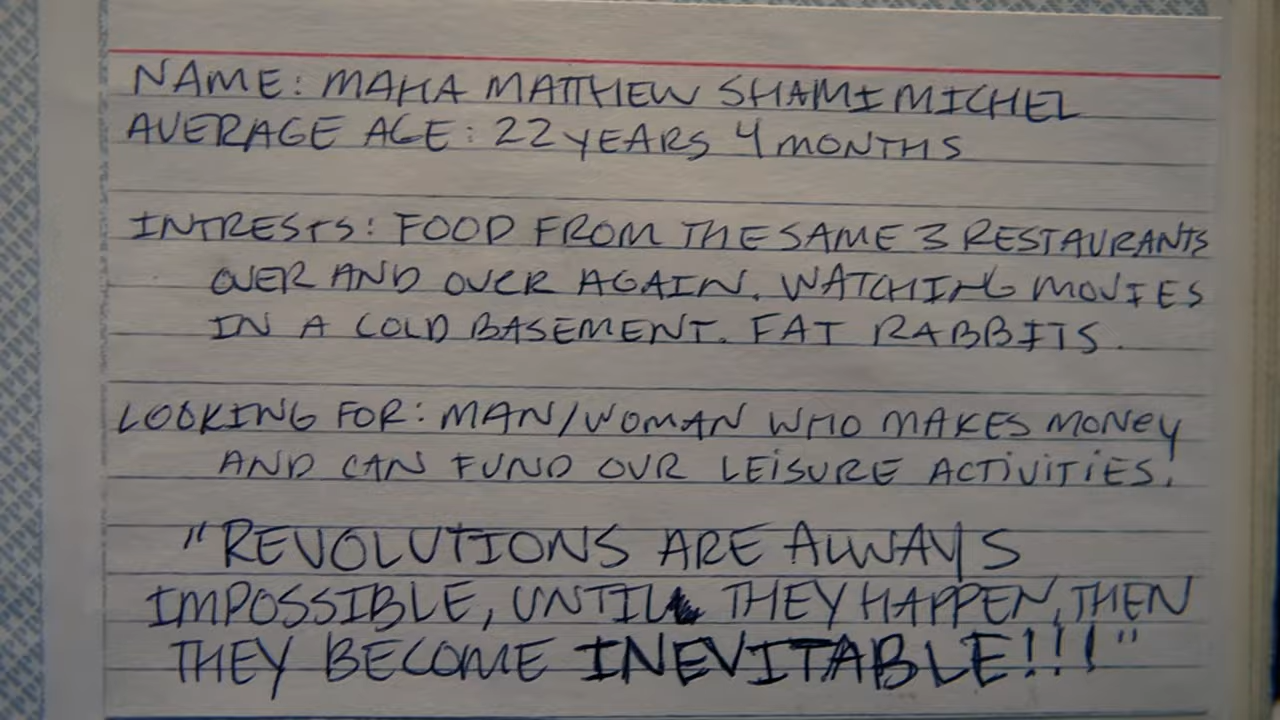 NAME: MAHA MATTHEW SHAMI MICHEL
AVERAGE AGE: 22 YEARS 4 MONTHS
INTRESTS: FOOD FROM THE SAME 3 RESTAURANTS
OVER AND OVER AGAIN. WATCHING MOVIES
IN A COLD BASEMENT. FAT RABBITS.
LOOKING FOR: MAN/WOMAN WHO MAKES MONEY
AND CAN FUND OUR LEISURE ACTIVITIES!
"REVOLUTIONS ARE ALWAYS
IMPOSSIBLE, UNTIL THEY HAPPEN, THEN
THEY BECOME INEVITABLE!!!"